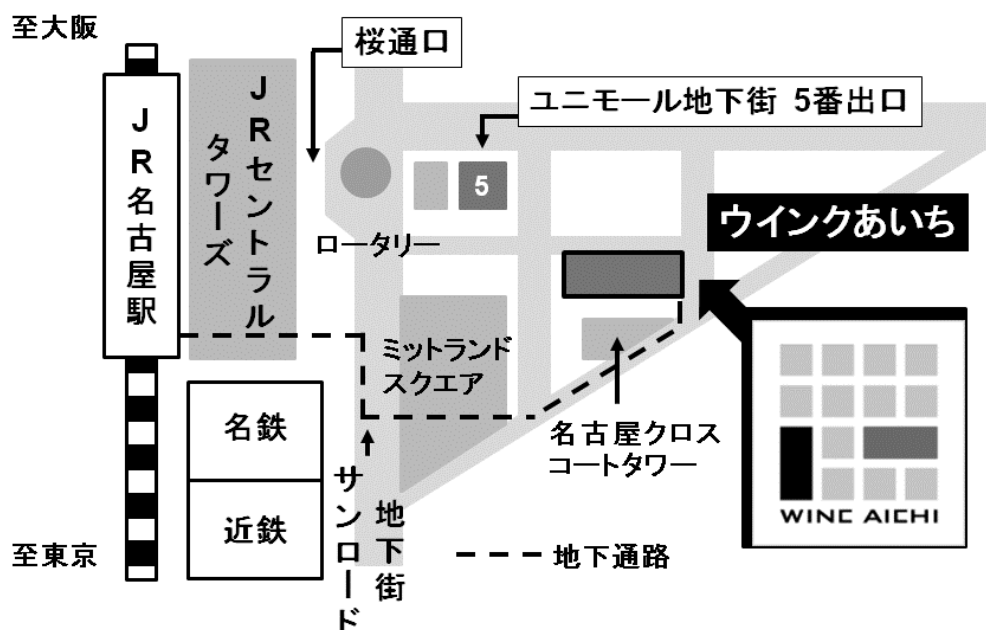 至大阪
桜通口
ユニモール地下街 5番出口
JR名古屋駅
JRセントラル
タワーズ
5
ウインクあいち
ロータリー
ミットランド
スクエア
名鉄
近鉄
名古屋クロス
コートタワー
サンロード
地下街
地下通路
至東京
WINC AICHI